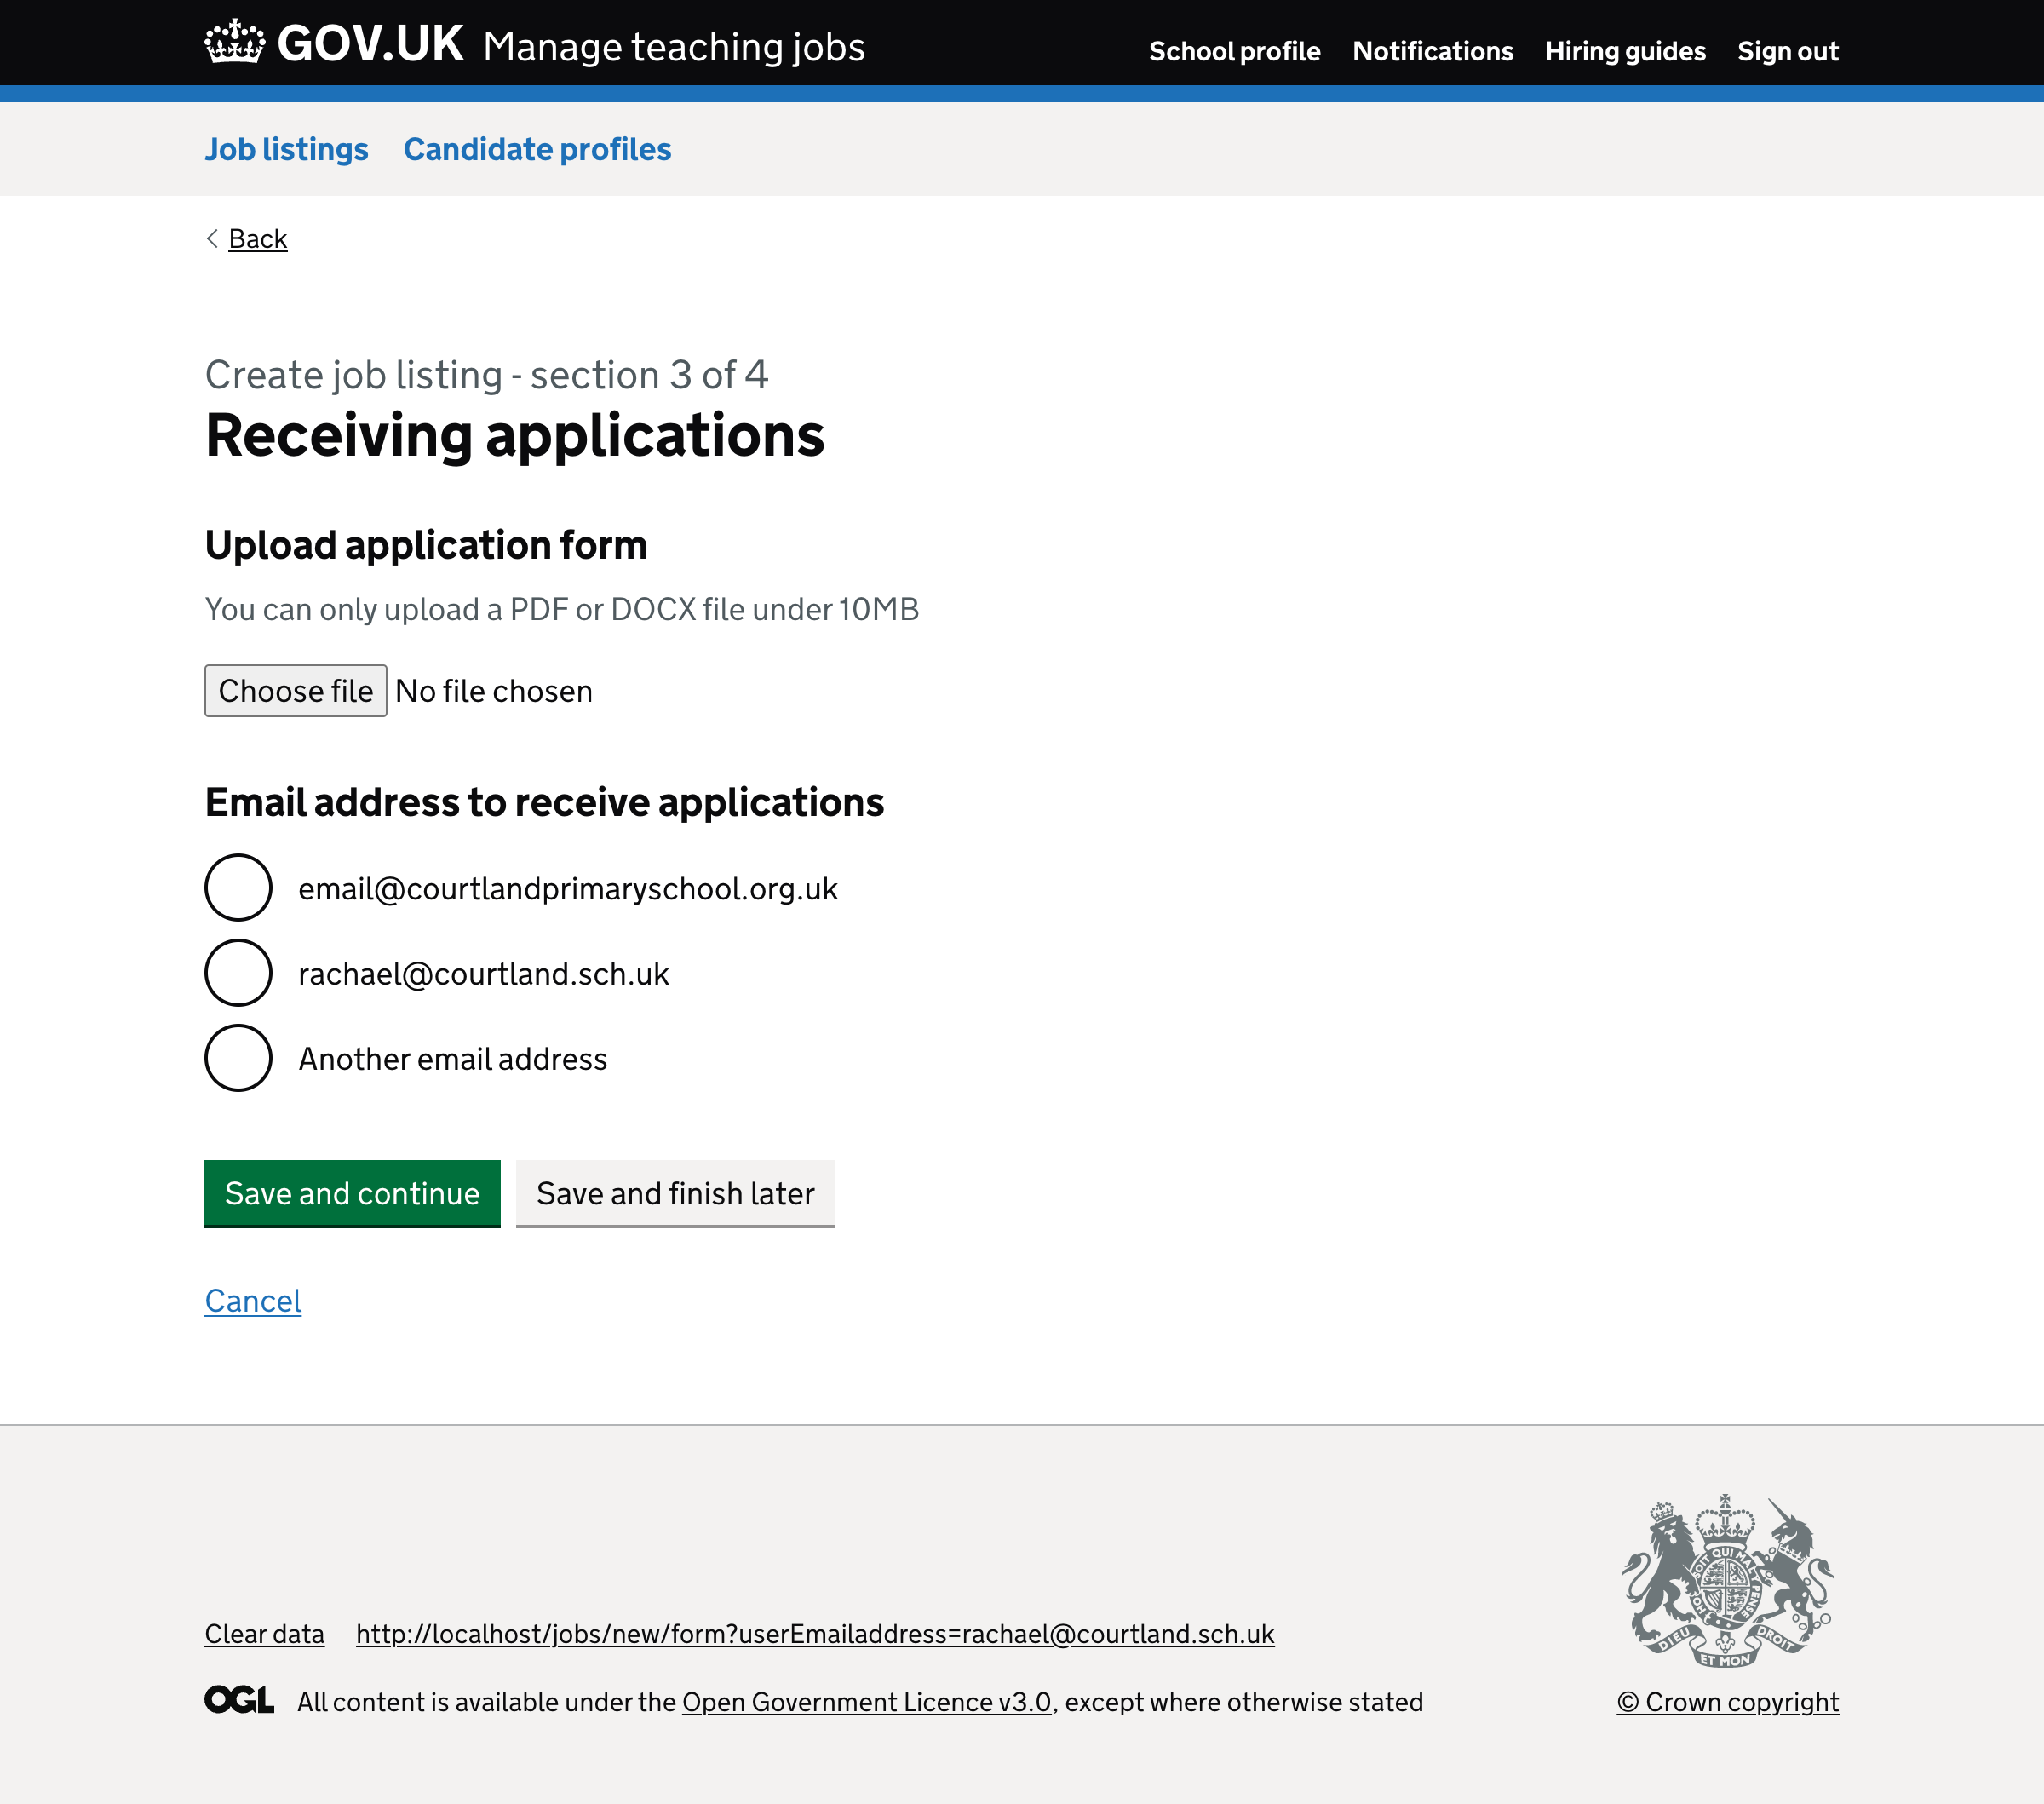 GOV.UK Manage teaching jobs
School profile Notifications Hiring guides Sign out
Job listings Candidate profiles
Back
Create job listing - section 3 of 4
Receiving applications
Upload application form
You can only upload a PDF or DOCX file under 10MB
Choose file No file chosen
Email address to receive applications
email@courtlandprimaryschool.org.uk
rachael@courtland.sch.uk
Another email address
Save and continue Save and finish later
Cancel
Clear data http://localhost/jobs/new/form?userEmailaddress=rachael@courtland.sch.uk
OGL All content is available under the Open Government Licence v3.0, except where otherwise stated
SOIT QUI MAL Y PENSE
DIEU ET MON DROIT
© Crown copyright